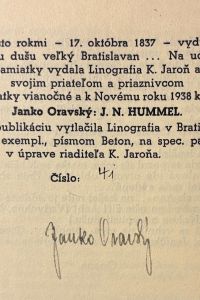 to rokmi – 17. októbra 1837 – vyd
u dušu veľký Bratislavan ... Na uc
amiatky vydala Linografia K. Jaroň a
svojim priateľom a priaznivcom
atky vianočné a k Novému roku 1938 k
Janko Oravský: J. N. HUMMEL.
publikáciu vytlačila Linografia v Brati
exempl., písmom Beton, na spec. pa
v úprave riaditeľa K. Jaroňa.
Číslo: 41
Janko Oravský